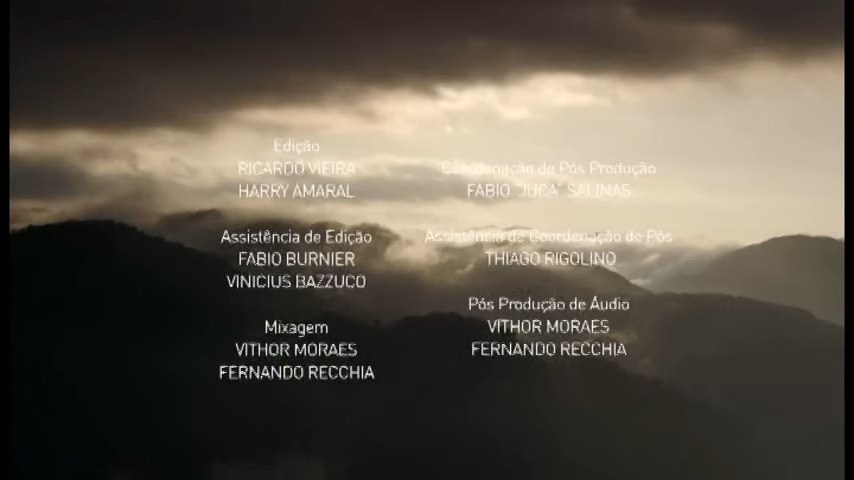 Edição
RICARDO VIEIRA
HARRY AMARAL
Assistência de Edição
FABIO BURNIER
VINICIUS BAZZUCO
Mixagem
VITHOR MORAES
FERNANDO RECCHIA
Coordenação de Pós Produção
FABIO "JUCA" SALINAS
Assistência de Coordenação de Pós
THIAGO RIGOLINO
Pós Produção de Áudio
VITHOR MORAES
FERNANDO RECCHIA